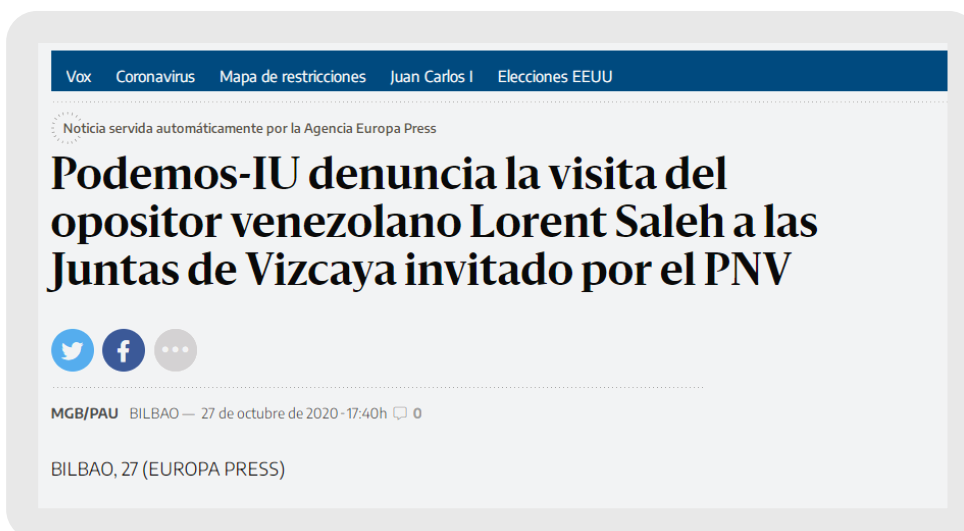 Vox Coronavirus Mapa de restricciones Juan Carlos I Elecciones EEUU
Noticia servida automáticamente por la Agencia Europa Press
Podemos-IU denuncia la visita del
opositor venezolano Lorent Saleh a las
Juntas de Vizcaya invitado por el PNV
MGB/PAU BILBAO — 27 de octubre de 2020 - 17:40h 0
BILBAO, 27 (EUROPA PRESS)